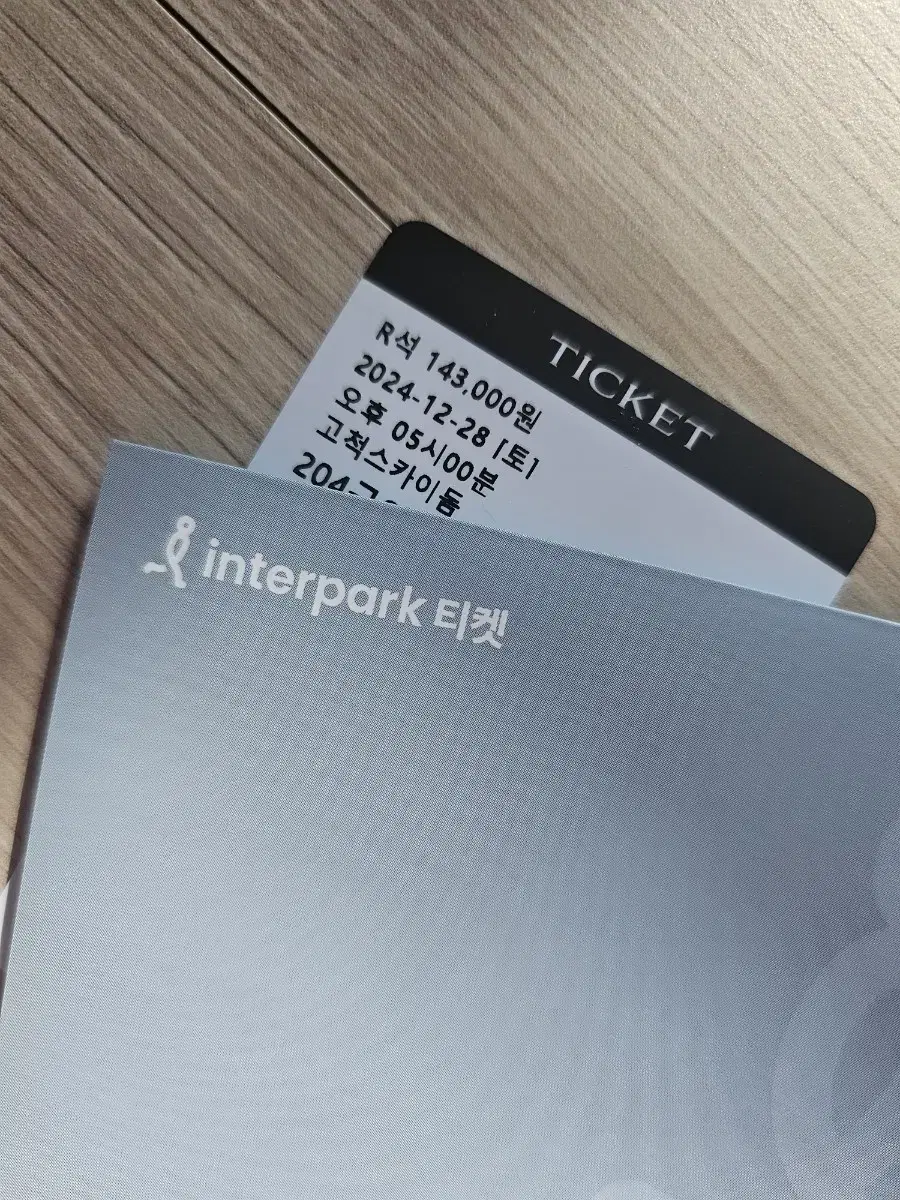 TICKET
R석 143,000원
2024-12-28 [토]
오후 05시00분
고척스카이돔
interpark 티켓